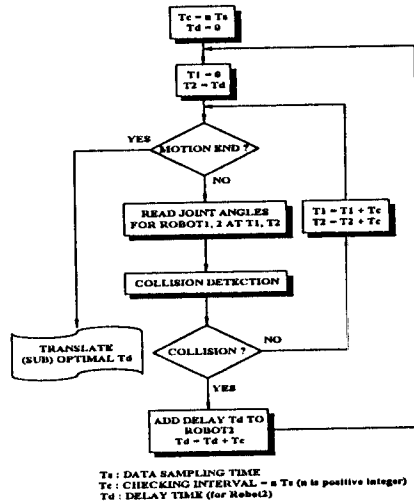 Tc = n Ts
Td = 0
T1 = 0
T2 = Td
YES
MOTION END ?
NO
READ JOINT ANGLES
FOR ROBOT1, 2 AT T1, T2
T1 = T1 + Tc
T2 = T2 + Tc
COLLISION DETECTION
TRANSLATE
(SUB) OPTIMAL Td
COLLISION ?
NO
YES
ADD DELAY Td TO
ROBOT2
Td = Td + Tc
Ts : DATA SAMPLING TIME
Tc : CHECKING INTERVAL = n Ts (n is positive integer)
Td : DELAY TIME (for Robot2)